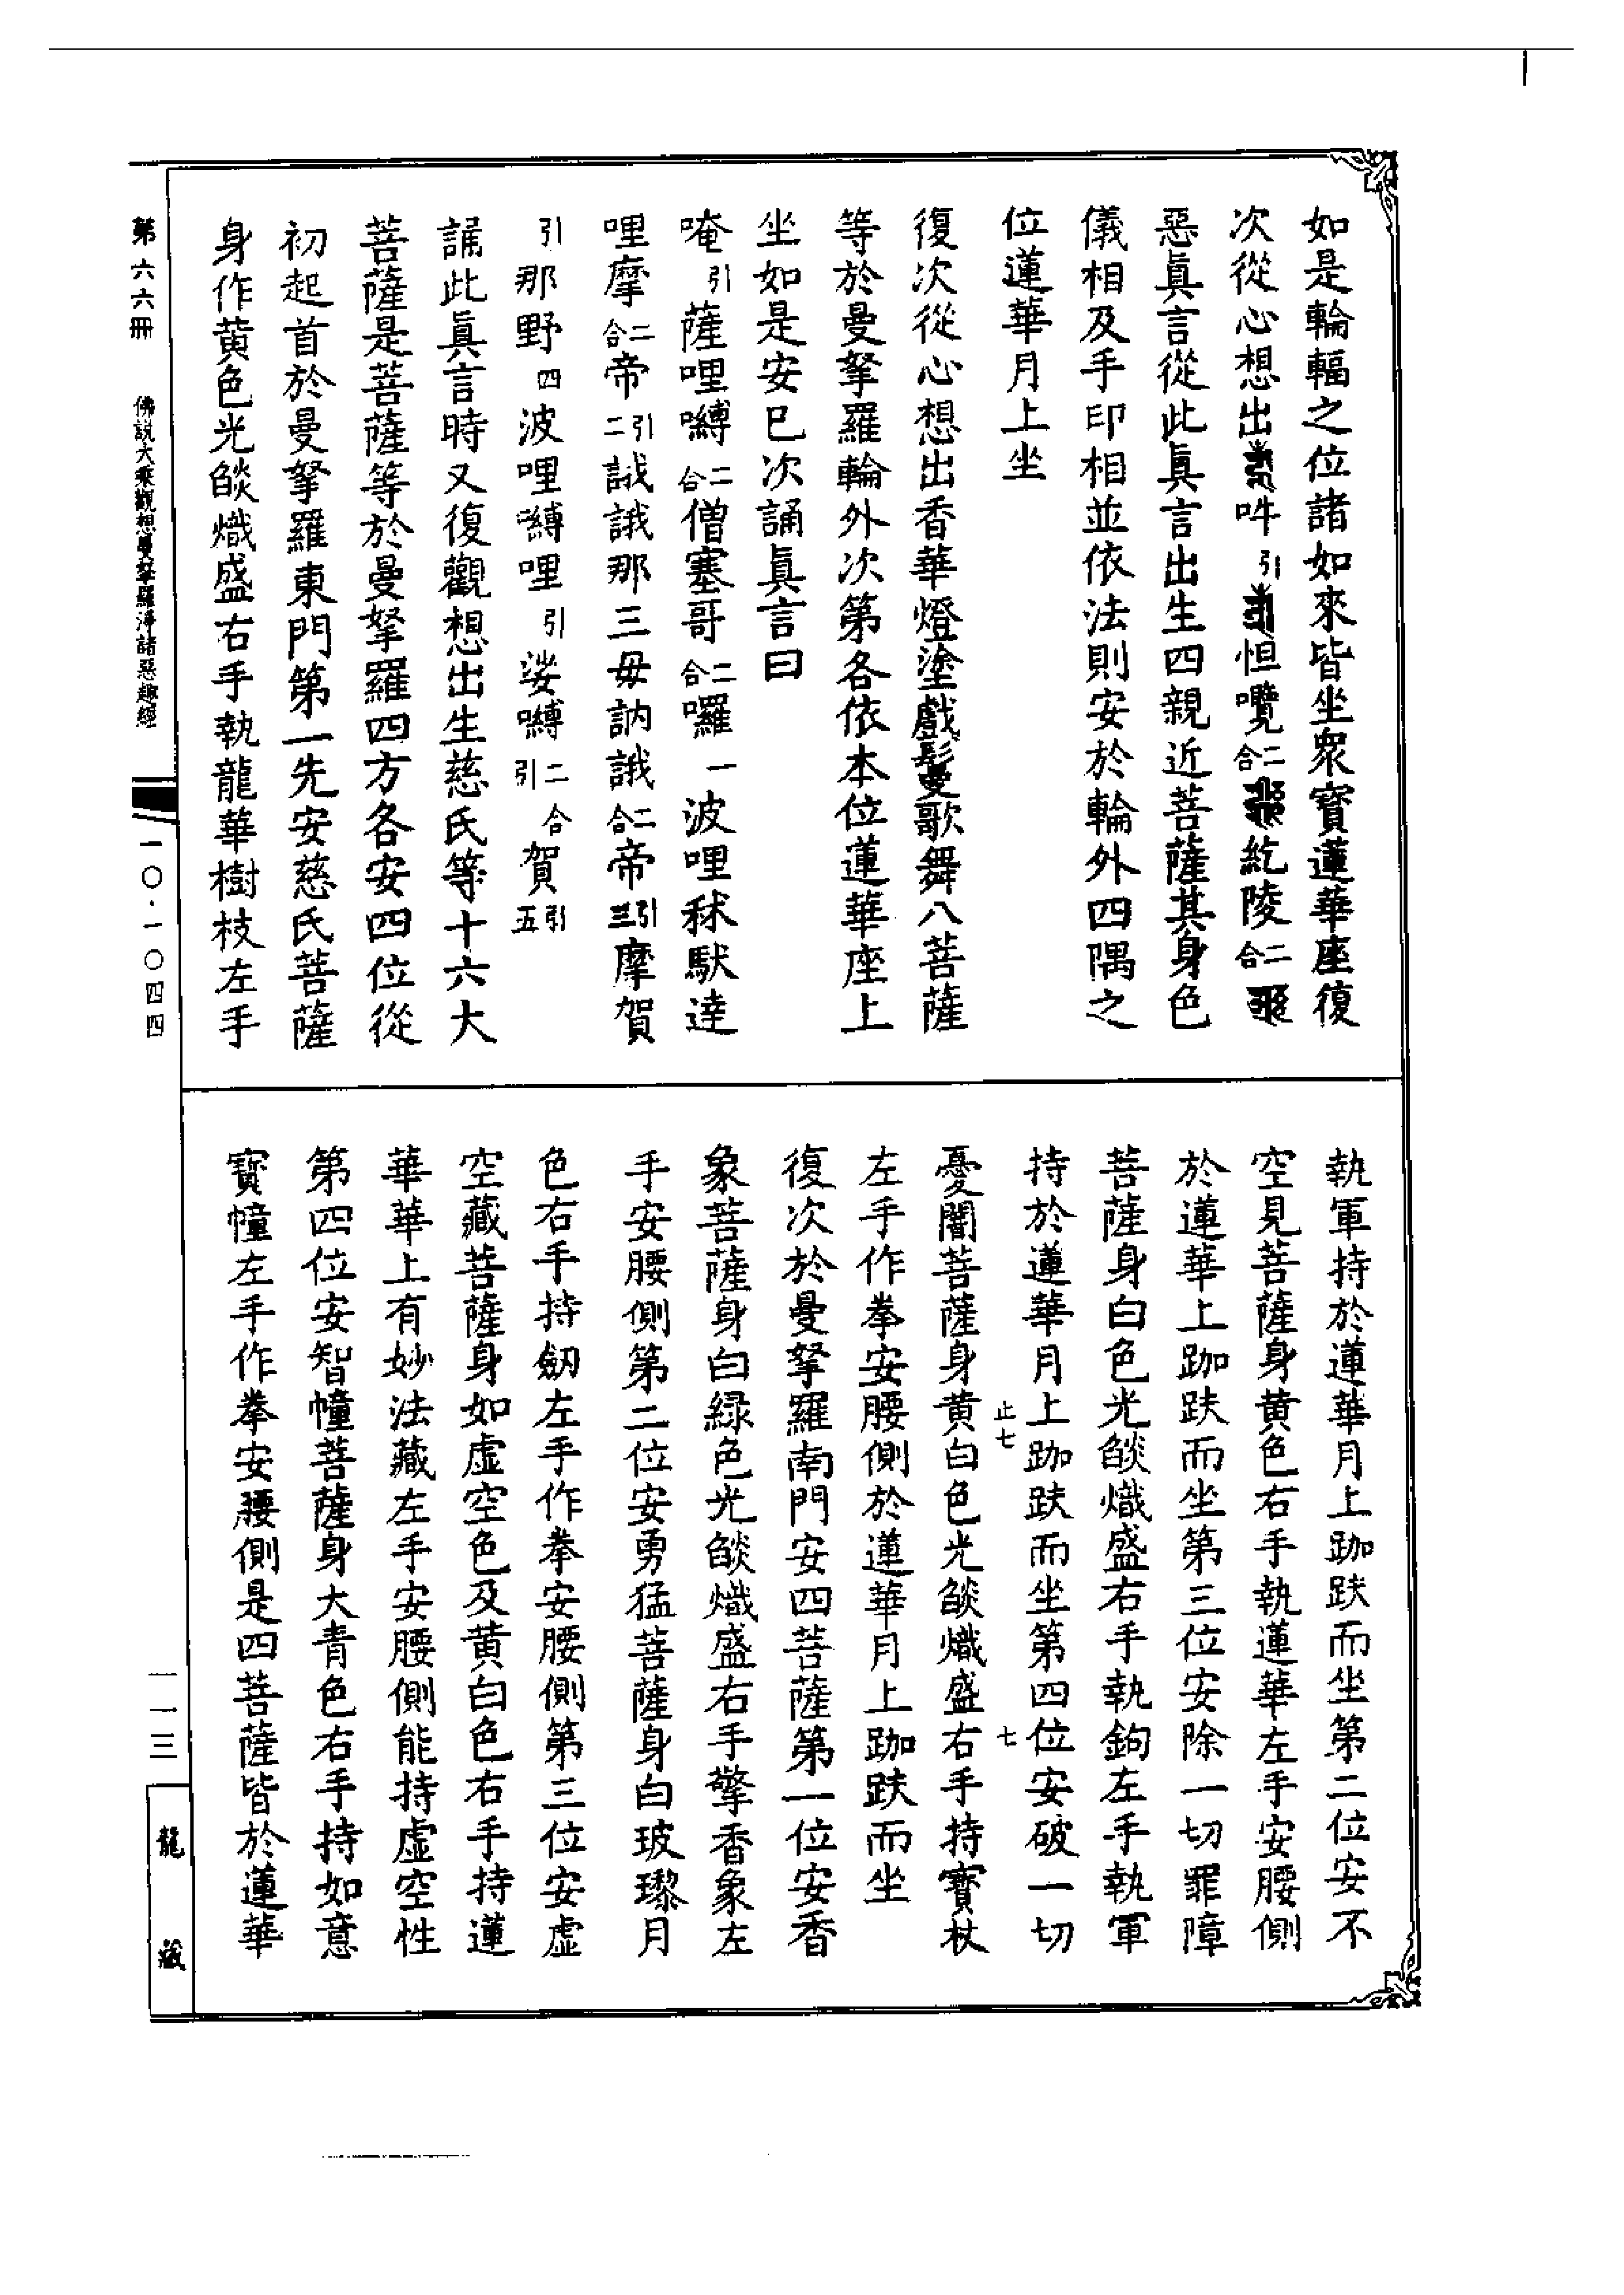 如是輪輻之位諸如來皆坐衆寳蓮華座復
次從心想出吽引怛囕二合紇陵二合
惡眞言從此眞言出生四親近菩薩其身色
儀相及手印相並依法則安於輪外四隅之
位蓮華月上坐
復次從心想出香華燈塗戲鬘歌舞八菩薩
等於曼拏羅輪外次第各依本位蓮華座上
坐如是安已次誦眞言曰
唵引薩哩嚩二合僧塞哥二合囉一波哩秫馱達
哩摩二合帝引二誐誐那三毋訥誐二合帝引三摩賀
引那野四波哩嚩哩引娑嚩二合引賀引五
誦此眞言時又復觀想出生慈氏等十六大
菩薩是菩薩等於曼拏羅四方各安四位從
初起首於曼拏羅東門第一先安慈氏菩薩
身作黄色光燄熾盛右手執龍華樹枝左手
第六六冊 佛説大乘觀想曼拏羅淨諸惡趣經
一〇·一〇四四
執軍持於蓮華月上跏趺而坐第二位安不
空見菩薩身黄色右手執蓮華左手安腰側
於蓮華上跏趺而坐第三位安除一切罪障
菩薩身白色光燄熾盛右手執鉤左手執軍
持於蓮華月上跏趺而坐第四位安破一切
止七 七
憂闇菩薩身黄白色光燄熾盛右手持寳杖
左手作拳安腰側於蓮華月上跏趺而坐
復次於曼拏羅南門安四菩薩第一位安香
象菩薩身白緑色光燄熾盛右手擎香象左
手安腰側第二位安勇猛菩薩身白玻瓈月
色右手持劔左手作拳安腰側第三位安虛
空藏菩薩身如虛空色及黄白色右手持蓮
華華上有妙法藏左手安腰側能持虛空性
第四位安智幢菩薩身大青色右手持如意
寳幢左手作拳安腰側是四菩薩皆於蓮華
一一三
龍藏